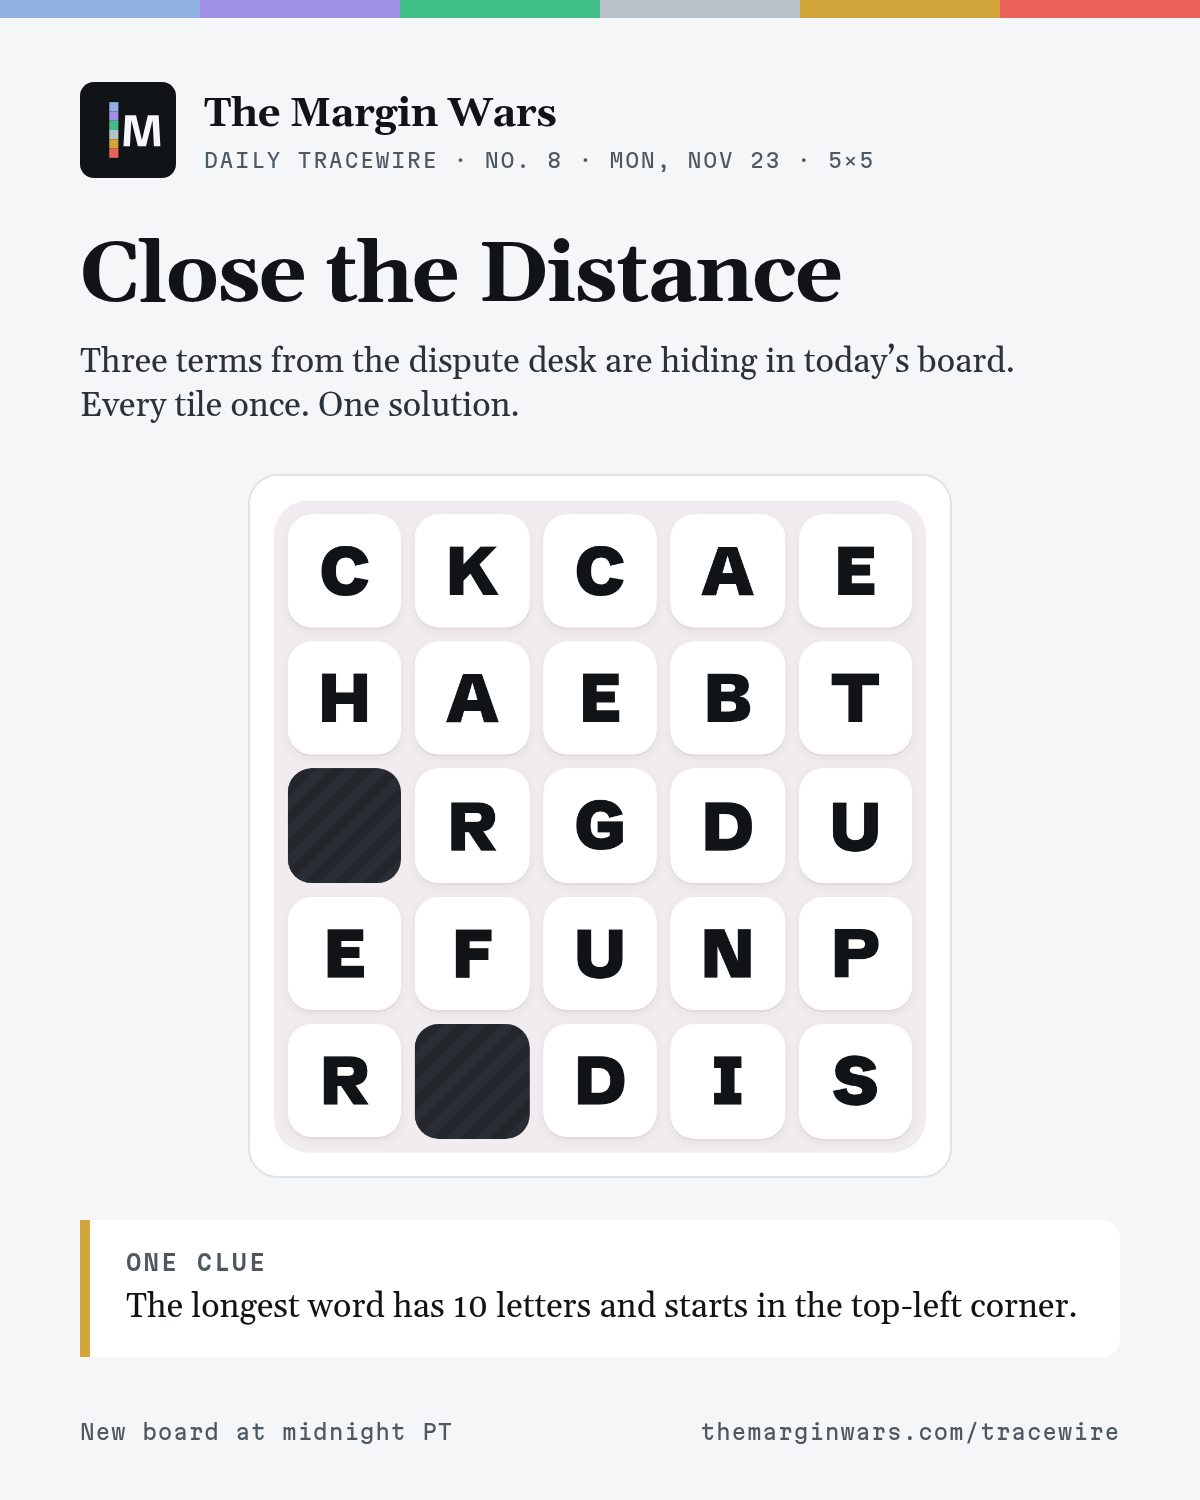 M
The Margin Wars
DAILY TRACEWIRE · NO. 8 · MON, NOV 23 · 5×5
Close the Distance
Three terms from the dispute desk are hiding in today’s board.
Every tile once. One solution.
C K C A E
H A E B T
R G D U
E F U N P
R D I S
ONE CLUE
The longest word has 10 letters and starts in the top-left corner.
New board at midnight PT
themarginwars.com/tracewire